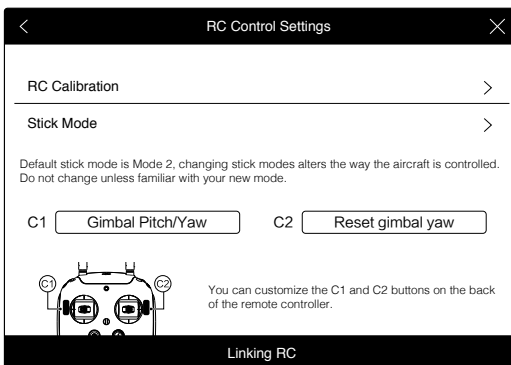 RC Control Settings
RC Calibration
Stick Mode
Default stick mode is Mode 2, changing stick modes alters the way the aircraft is controlled.
Do not change unless familiar with your new mode.
C1 Gimbal Pitch/Yaw C2 Reset gimbal yaw
C1 C2
You can customize the C1 and C2 buttons on the back
of the remote controller.
Linking RC